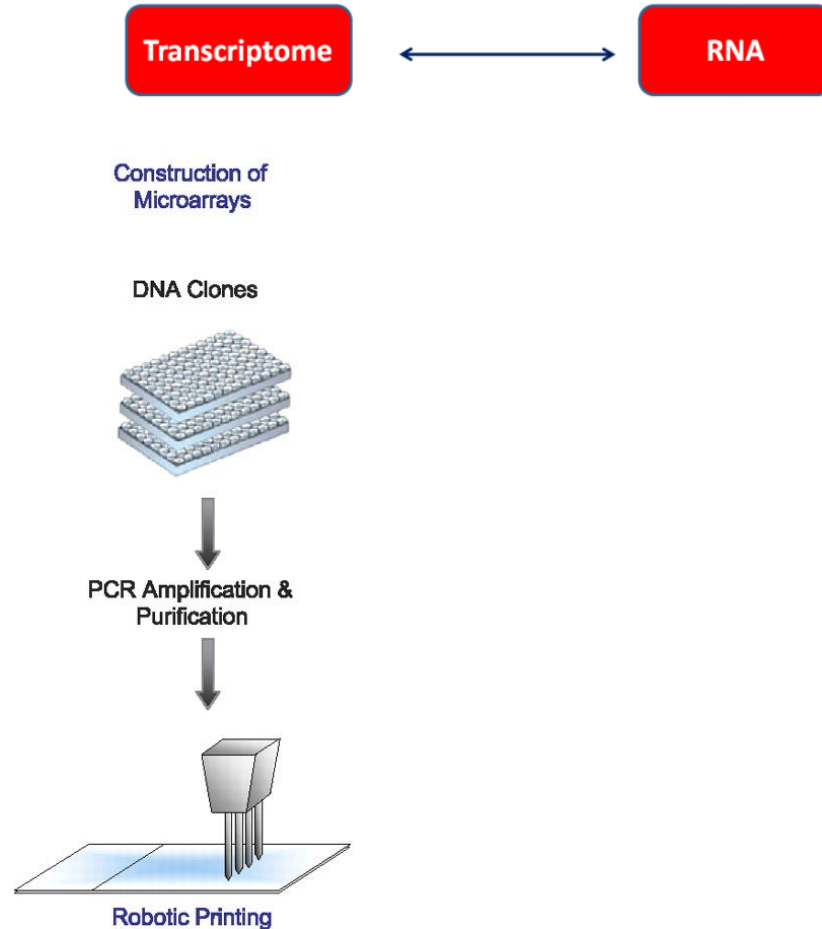 Transcriptome
RNA
Construction of
Microarrays
DNA Clones
PCR Amplification &
Purification
Robotic Printing